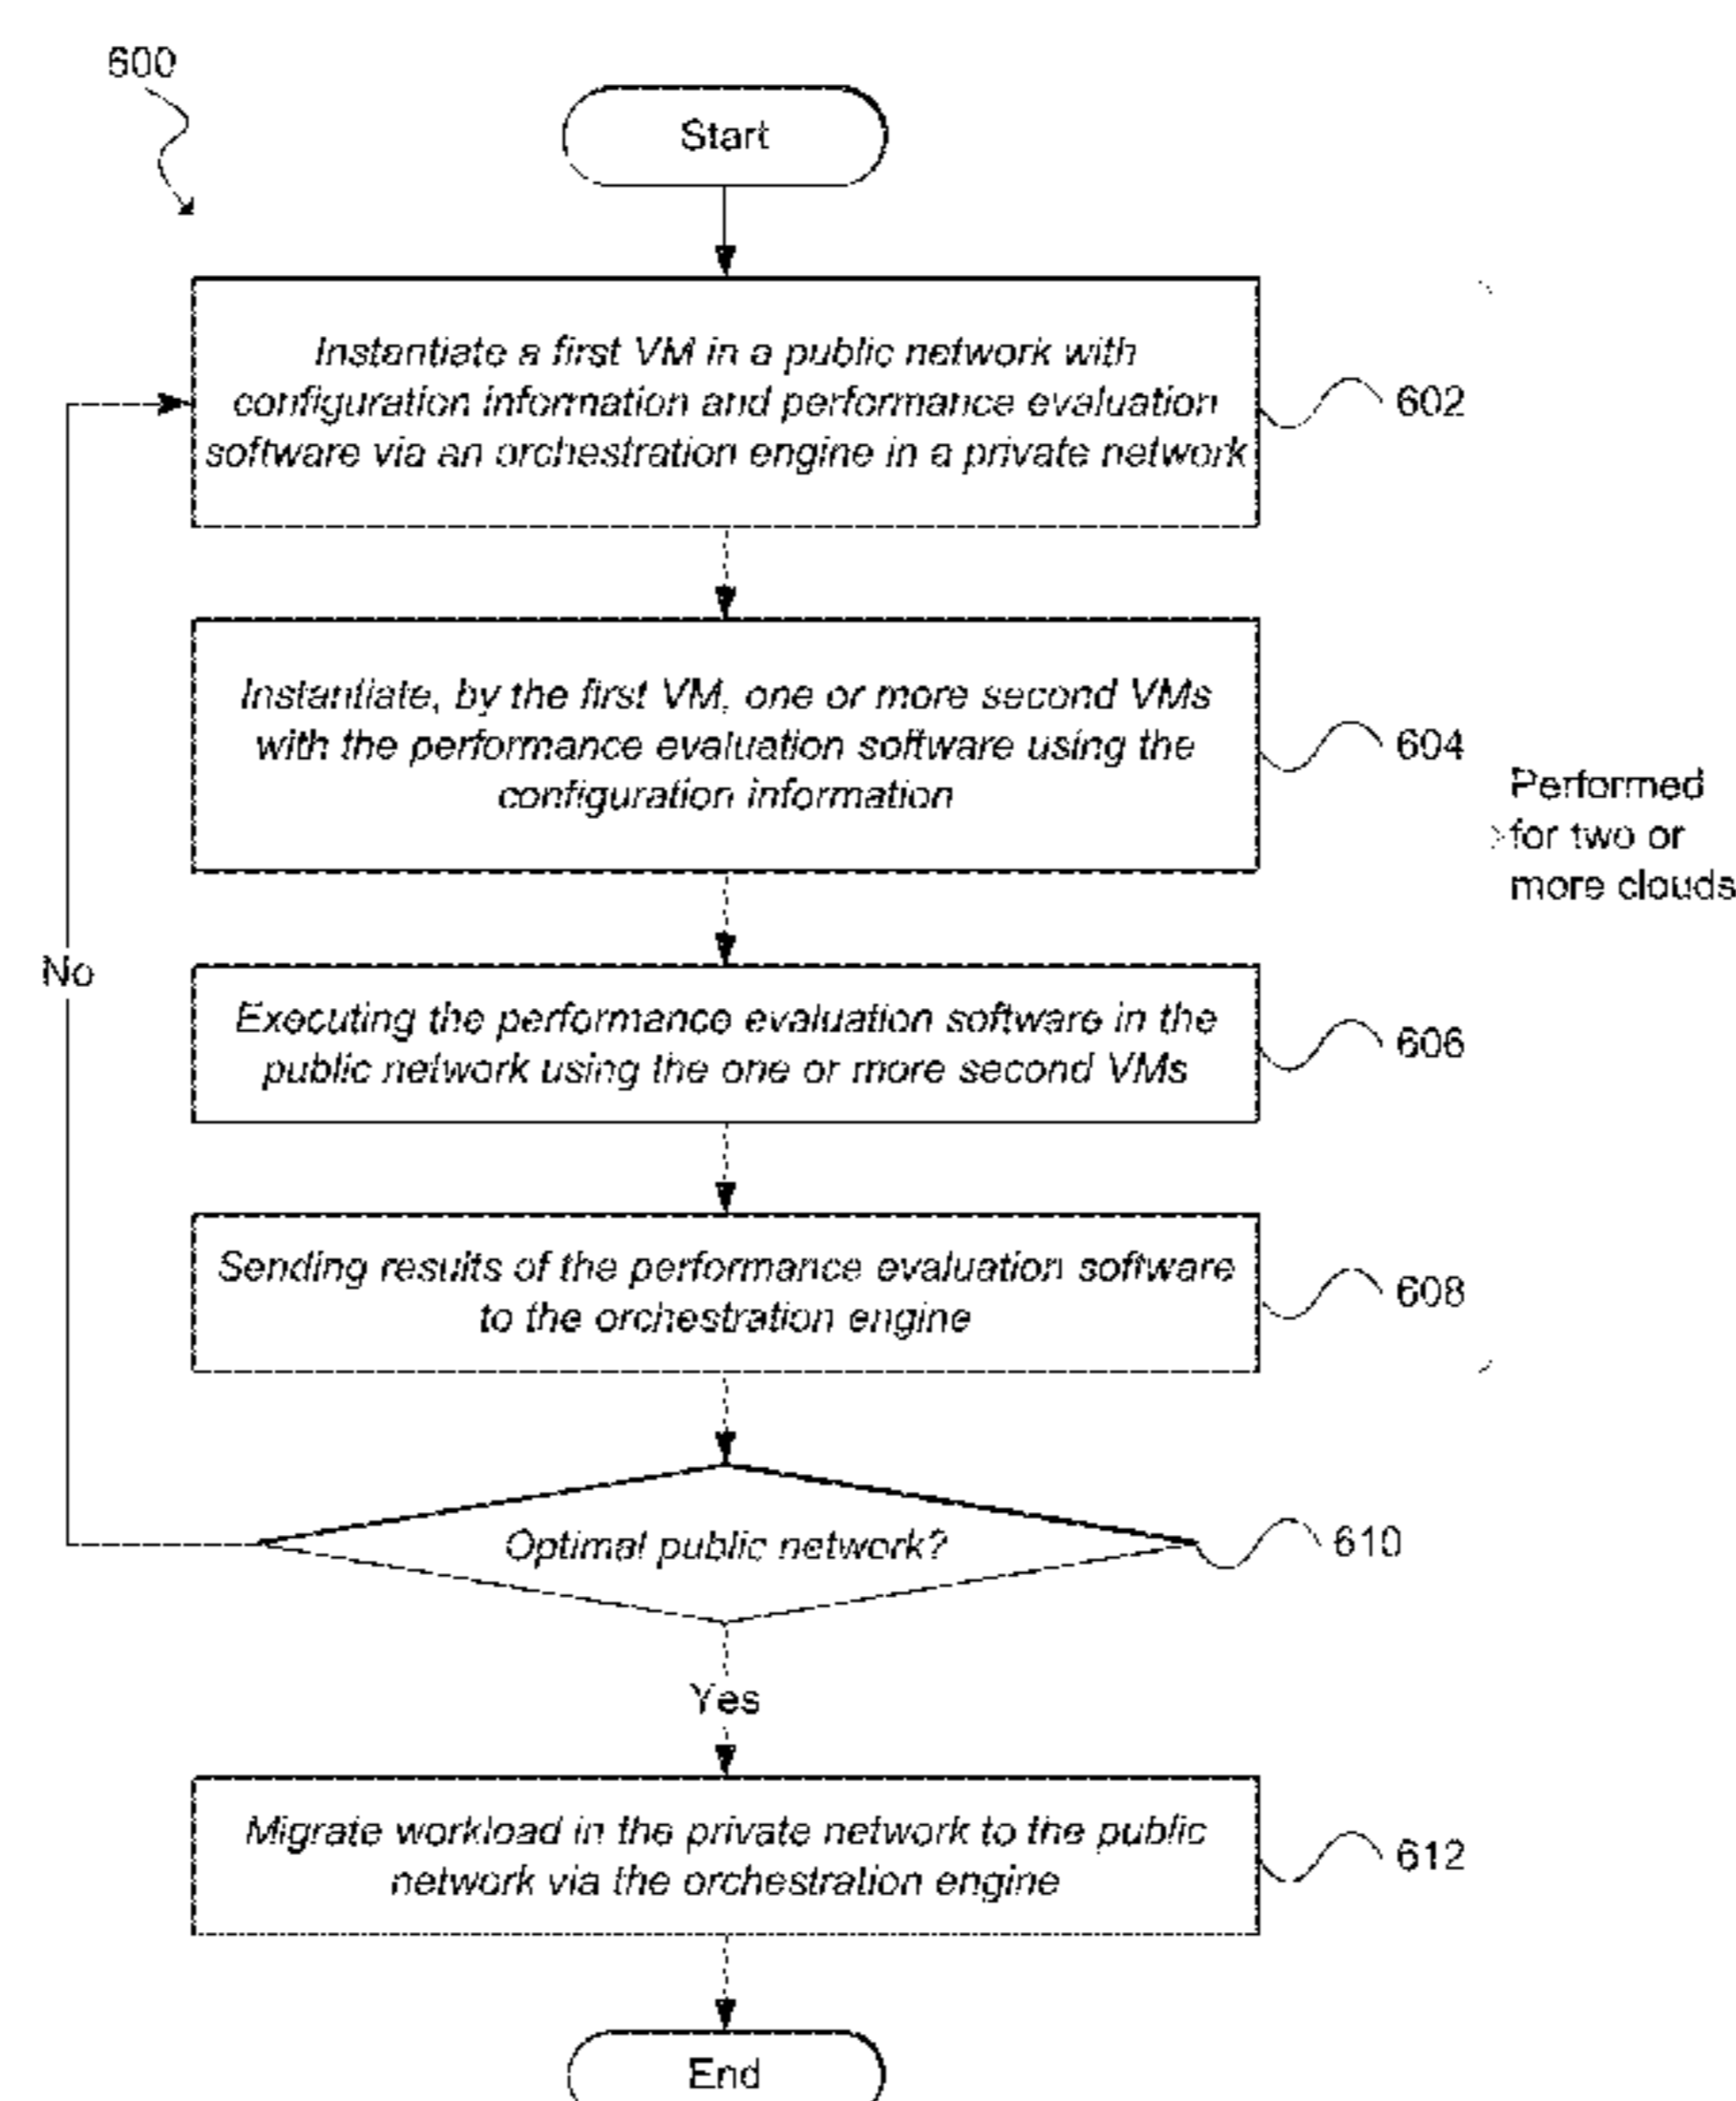 600
Start
Instantiate a first VM in a public network with
configuration information and performance evaluation
software via an orchestration engine in a private network
602
Instantiate, by the first VM, one or more second VMs
with the performance evaluation software using the
configuration information
604
Performed
for two or
more clouds
No
Executing the performance evaluation software in the
public network using the one or more second VMs
606
Sending results of the performance evaluation software
to the orchestration engine
608
Optimal public network?
610
Yes
Migrate workload in the private network to the public
network via the orchestration engine
612
End